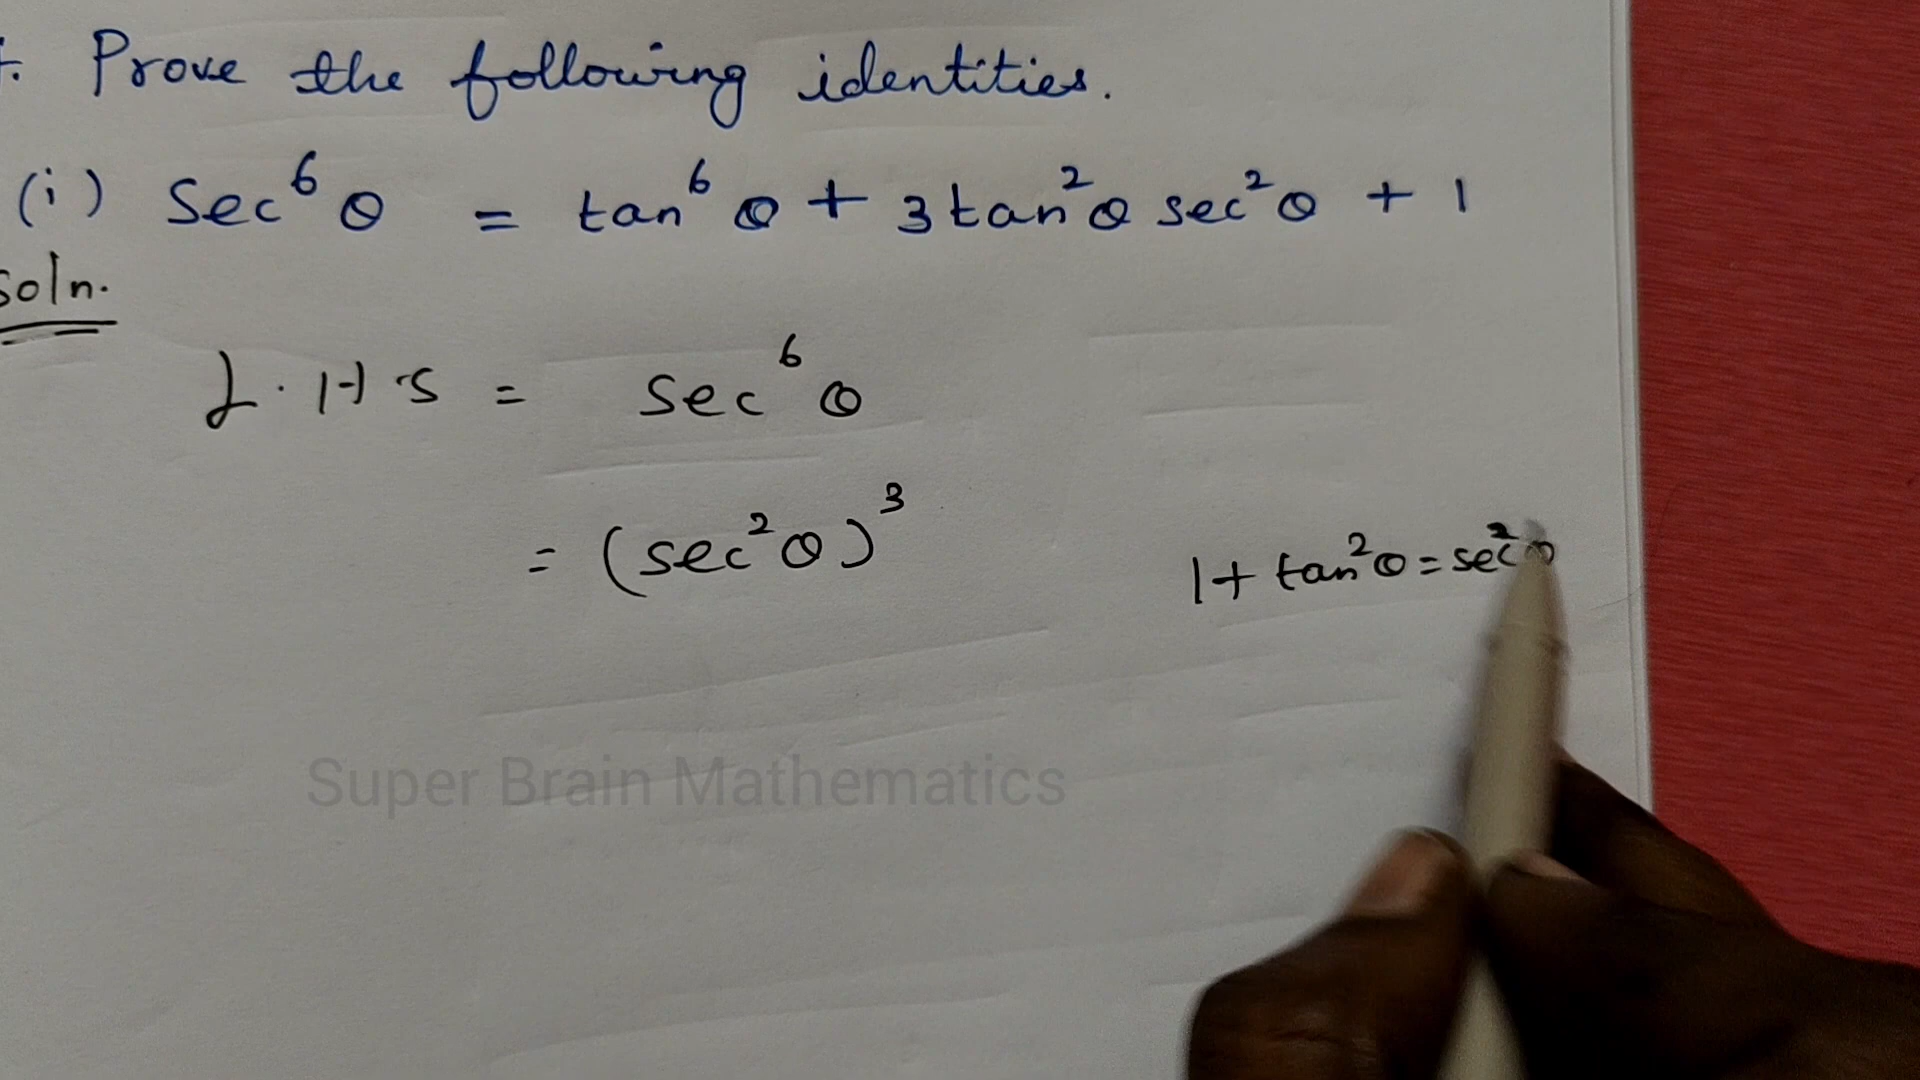 Prove the following identities.
(i) Sec⁶θ = tan⁶θ + 3tan²θ sec²θ + 1
Soln.
L.H.S = Sec⁶θ
= (sec²θ)³
1 + tan²θ = sec²θ
Super Brain Mathematics